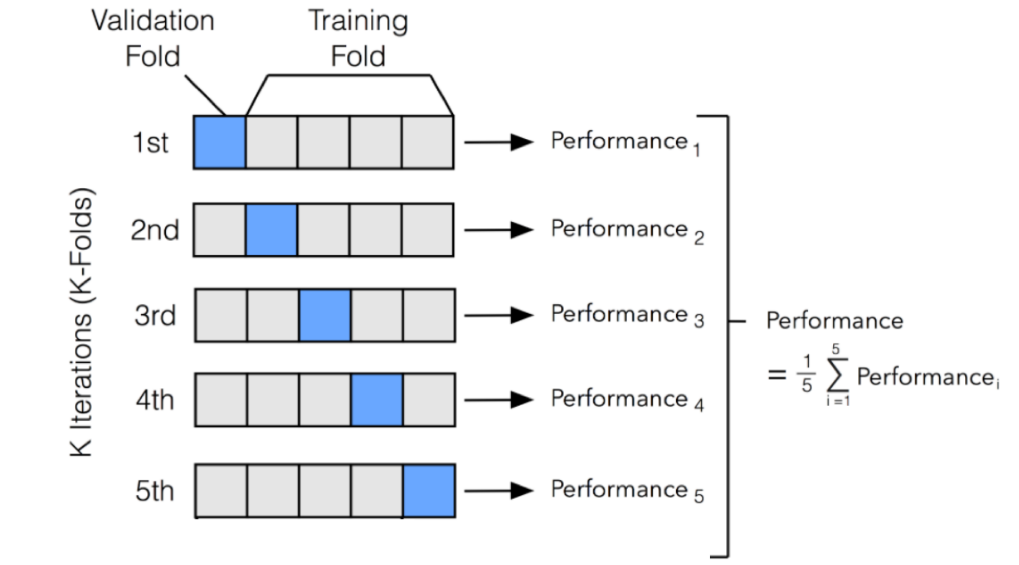 Validation
Fold
Training
Fold
K Iterations (K-Folds)
1st
Performance 1
2nd
Performance 2
3rd
Performance 3
4th
Performance 4
5th
Performance 5
Performance
= 1/5 5∑i=1 Performancei